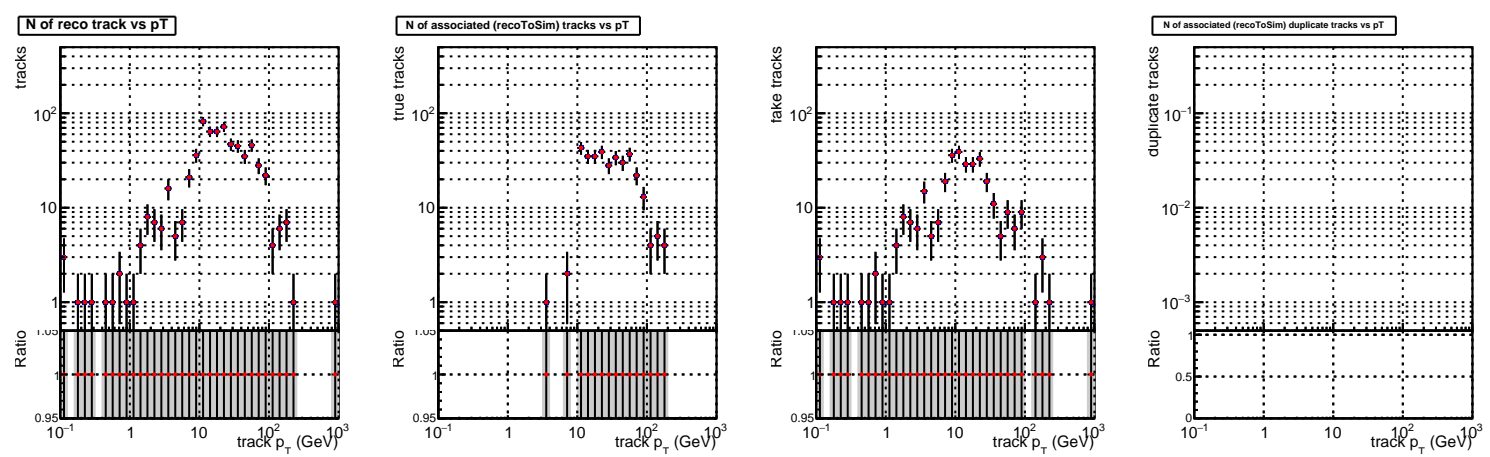 N of reco track vs pT
tracks
10²
10
1
Ratio
1.05
1
0.95
10⁻¹ 1 10 10² 10³
track p_T (GeV)
N of associated (recoToSim) tracks vs pT
true tracks
10²
10
1
Ratio
1.05
1
0.95
10⁻¹ 1 10 10² 10³
track p_T (GeV)
fake tracks
10²
10
1
Ratio
1.05
1
0.95
10⁻¹ 1 10 10² 10³
track p_T (GeV)
N of associated (recoToSim) duplicate tracks vs pT
duplicate tracks
10⁻¹
10⁻²
10⁻³
Ratio
1
0.5
0
10⁻¹ 1 10 10² 10³
track p_T (GeV)